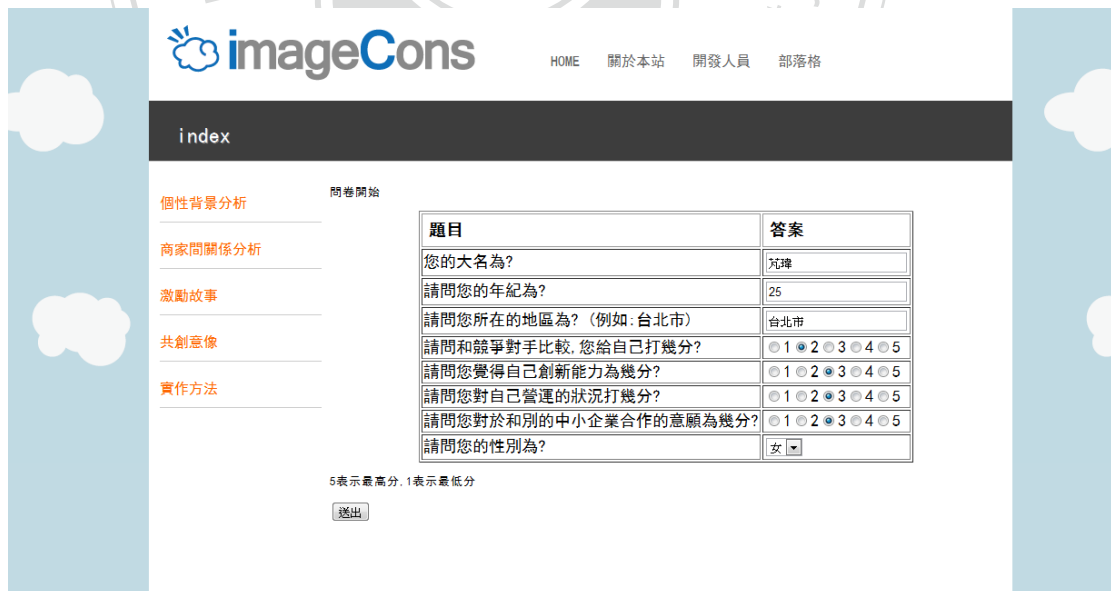 imageCons
HOME 關於本站 開發人員 部落格
index
個性背景分析
商家間關係分析
激勵故事
共創意像
實作方法
問卷開始
題目 答案
您的大名為? 芃瑋
請問您的年紀為? 25
請問您所在的地區為? (例如:台北市) 台北市
請問和競爭對手比較,您給自己打幾分? 1 2 3 4 5
請問您覺得自己創新能力為幾分? 1 2 3 4 5
請問您對自己營運的狀況打幾分? 1 2 3 4 5
請問您對於和別的中小企業合作的意願為幾分? 1 2 3 4 5
請問您的性別為? 女
5表示最高分,1表示最低分
送出